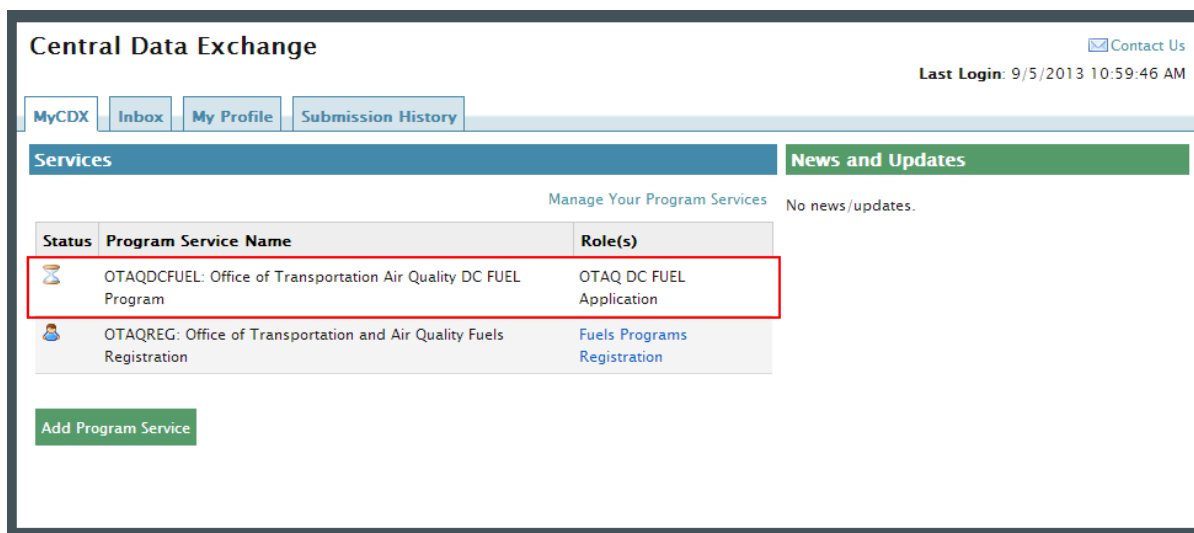 Central Data Exchange
Contact Us
Last Login: 9/5/2013 10:59:46 AM
MyCDX Inbox My Profile Submission History
Services
Manage Your Program Services
Status Program Service Name Role(s)
OTAQDCFUEL: Office of Transportation Air Quality DC FUEL
Program
OTAQ DC FUEL
Application
OTAQREG: Office of Transportation and Air Quality Fuels
Registration
Fuels Programs
Registration
Add Program Service
News and Updates
No news/updates.